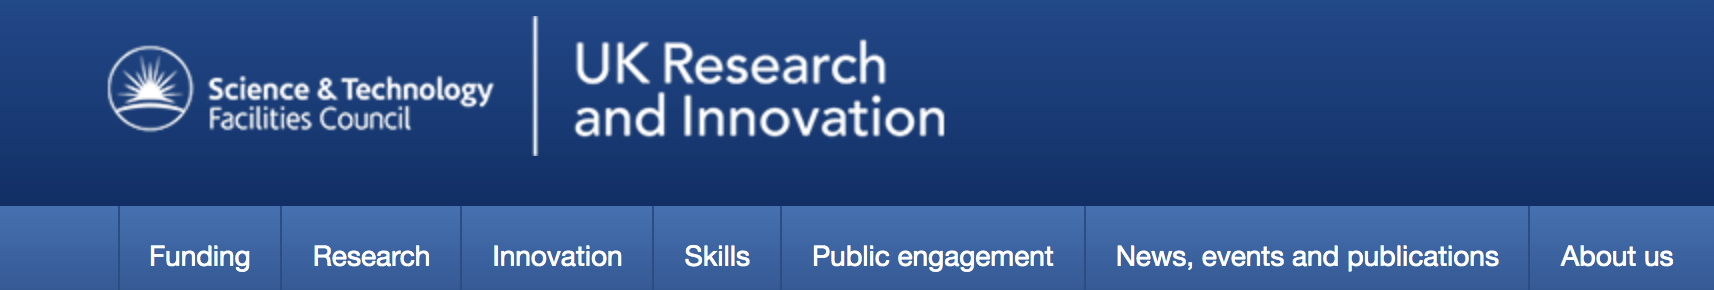 Science & Technology
Facilities Council
UK Research
and Innovation
Funding
Research
Innovation
Skills
Public engagement
News, events and publications
About us